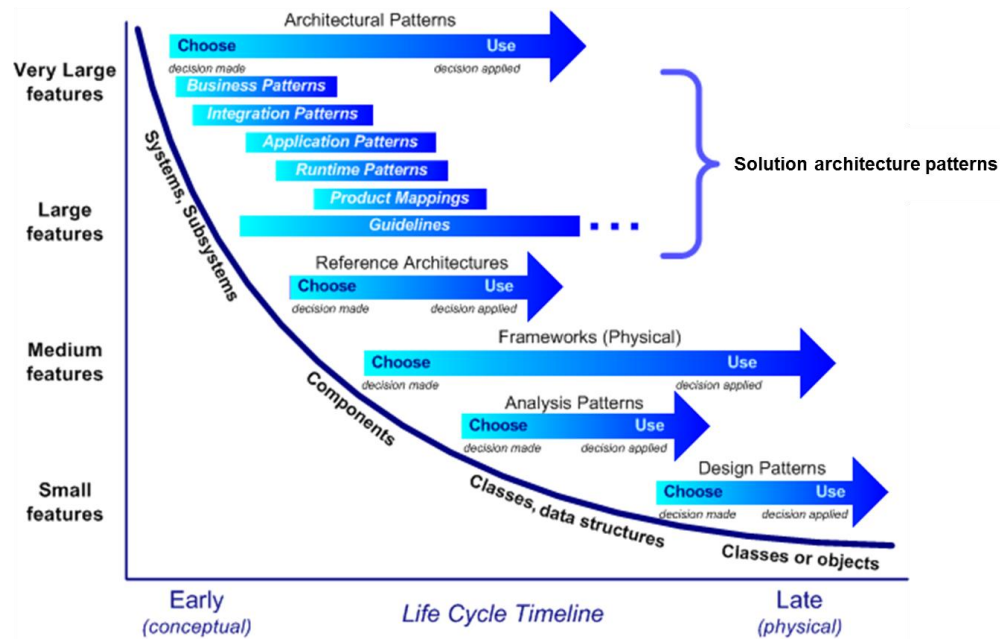 Architectural Patterns
Choose Use
decision made decision applied
Very Large
features
Business Patterns
Integration Patterns
Application Patterns
Runtime Patterns
Product Mappings
Guidelines
Solution architecture patterns
Systems, Subsystems
Large
features
Reference Architectures
Choose Use
decision made decision applied
Medium
features
Frameworks (Physical)
Choose Use
decision made decision applied
Components
Analysis Patterns
Choose Use
decision made decision applied
Small
features
Design Patterns
Choose Use
decision made decision applied
Classes, data structures
Classes or objects
Early
(conceptual)
Life Cycle Timeline
Late
(physical)